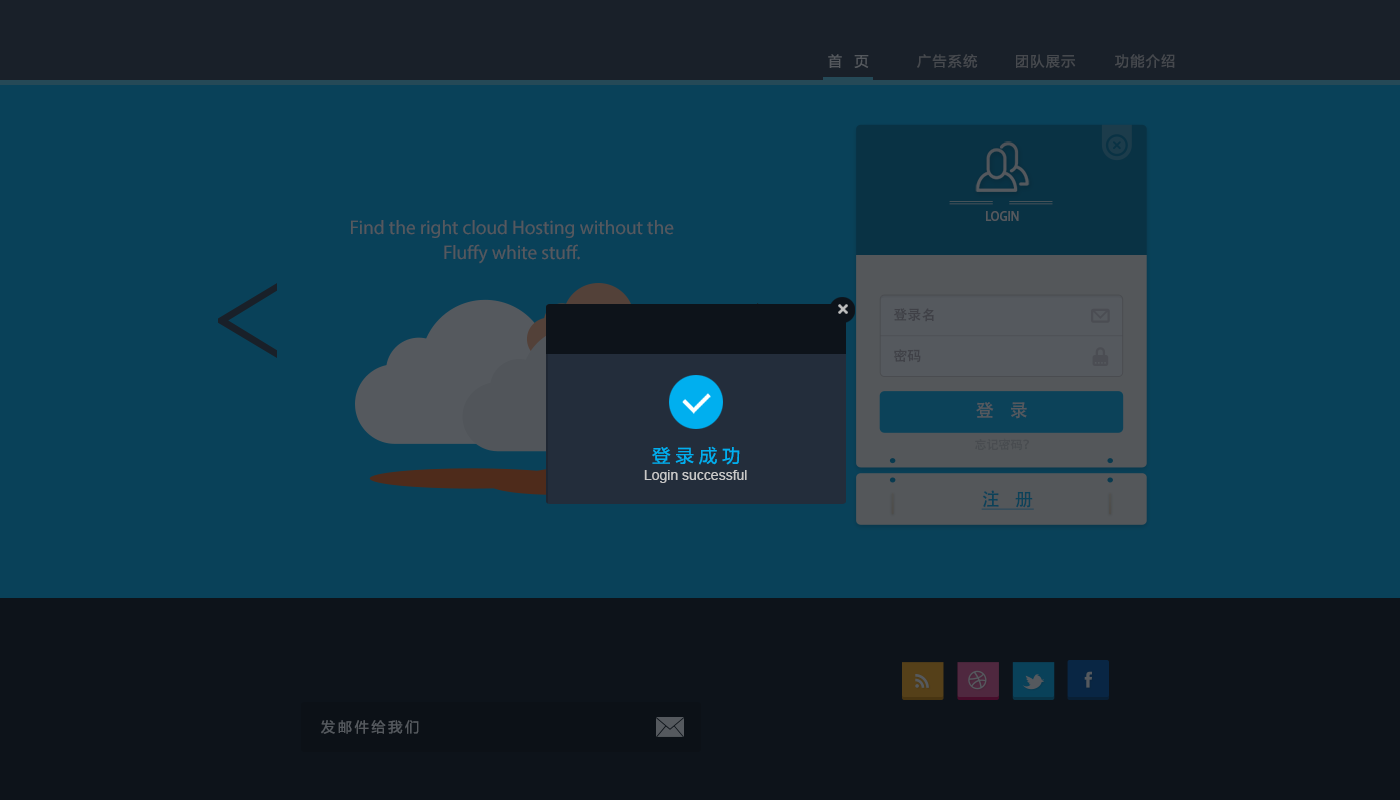 首 页
广告系统
团队展示
功能介绍
Find the right cloud Hosting without the
Fluffy white stuff.
LOGIN
登录名
密码
登 录
忘记密码?
注 册
登录成功
Login successful
发邮件给我们